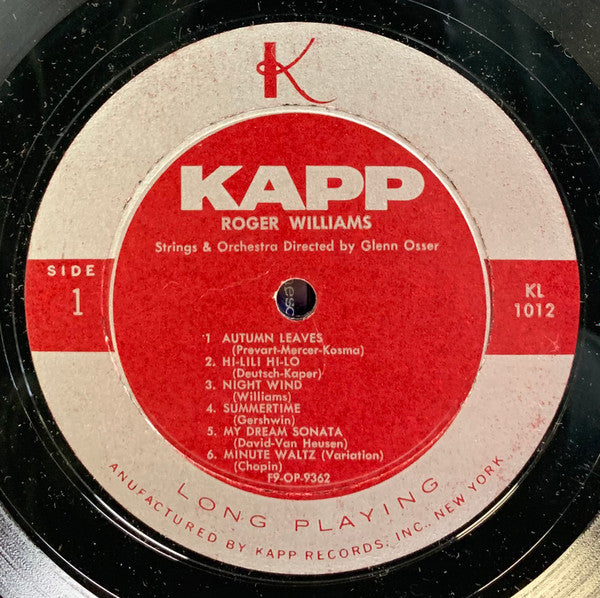 K
KAPP
ROGER WILLIAMS
Strings & Orchestra Directed by Glenn Osser
SIDE
1
KL
1012
1 AUTUMN LEAVES
(Prevart-Mercer-Kosma)
2. HI-LILI HI-LO
(Deutsch-Kaper)
3. NIGHT WIND
(Williams)
4. SUMMERTIME
(Gershwin)
5. MY DREAM SONATA
(David-Van Heusen)
6. MINUTE WALTZ (Variation)
(Chopin)
F9-OP-9362
LONG PLAYING
ANUFACTURED BY KAPP RECORDS, INC., NEW YORK